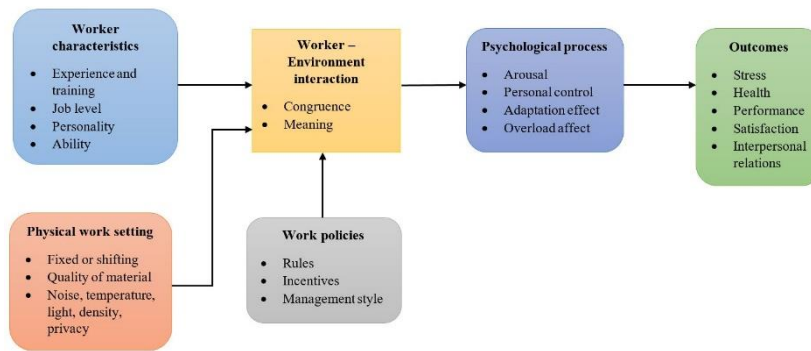 Worker
characteristics
• Experience and
training
• Job level
• Personality
• Ability
Worker –
Environment
interaction
• Congruence
• Meaning
Psychological process
• Arousal
• Personal control
• Adaptation effect
• Overload affect
Outcomes
• Stress
• Health
• Performance
• Satisfaction
• Interpersonal
relations
Physical work setting
• Fixed or shifting
• Quality of material
• Noise, temperature,
light, density,
privacy
Work policies
• Rules
• Incentives
• Management style